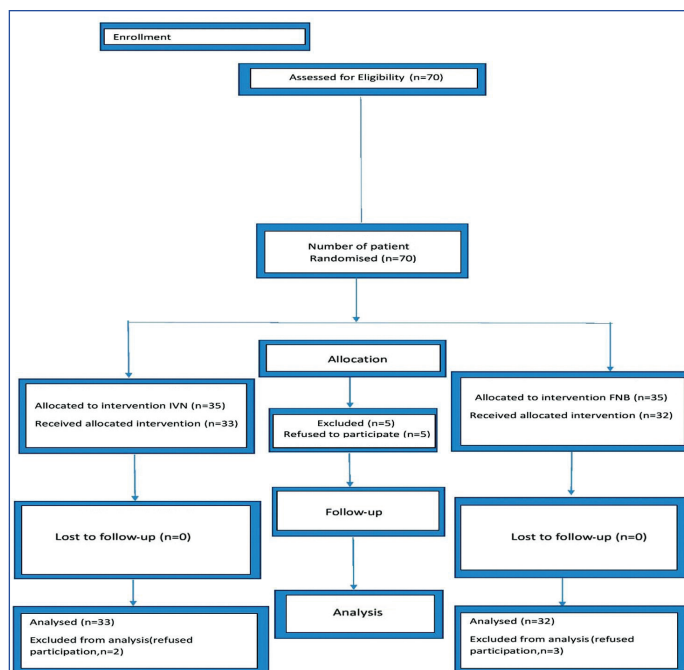 Enrollment
Assessed for Eligibility (n=70)
Number of patient
Randomised (n=70)
Allocation
Allocated to intervention IVN (n=35)
Received allocated intervention (n=33)
Excluded (n=5)
Refused to participate (n=5)
Allocated to intervention FNB (n=35)
Received allocated intervention (n=32)
Lost to follow-up (n=0)
Follow-up
Lost to follow-up (n=0)
Analysed (n=33)
Excluded from analysis(refused
participation,n=2)
Analysis
Analysed (n=32)
Excluded from analysis(refused
participation,n=3)